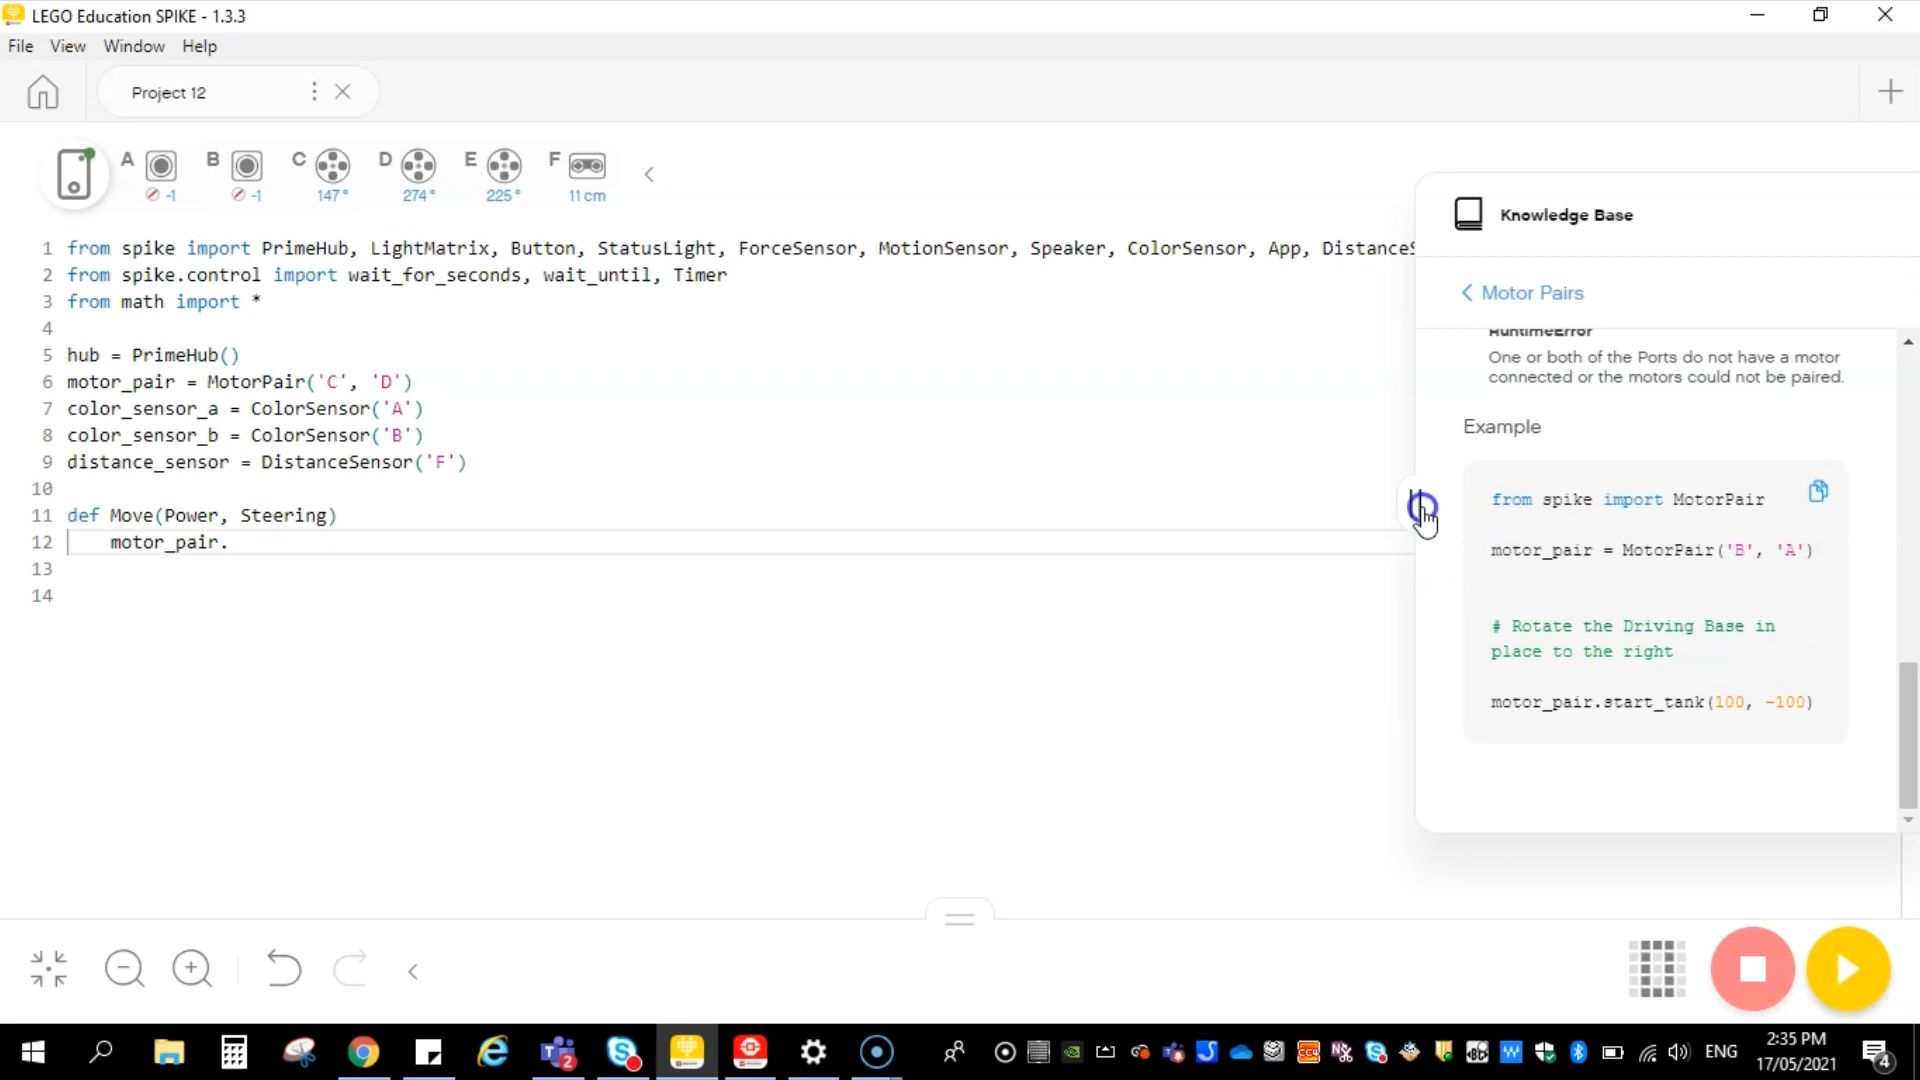 LEGO Education SPIKE - 1.3.3
File View Window Help
Project 12
A B C D E F
-1 -1 147° 274° 225° 11 cm
Knowledge Base
1 from spike import PrimeHub, LightMatrix, Button, StatusLight, ForceSensor, MotionSensor, Speaker, ColorSensor, App, DistanceS
2 from spike.control import wait_for_seconds, wait_until, Timer
3 from math import *
4
5 hub = PrimeHub()
6 motor_pair = MotorPair('C', 'D')
7 color_sensor_a = ColorSensor('A')
8 color_sensor_b = ColorSensor('B')
9 distance_sensor = DistanceSensor('F')
10
11 def Move(Power, Steering)
12 motor_pair.
13
14
Motor Pairs
RuntimeError
One or both of the Ports do not have a motor
connected or the motors could not be paired.
Example
from spike import MotorPair
motor_pair = MotorPair('B', 'A')
# Rotate the Driving Base in
place to the right
motor_pair.start_tank(100, -100)
2
ENG
2:35 PM
17/05/2021
4